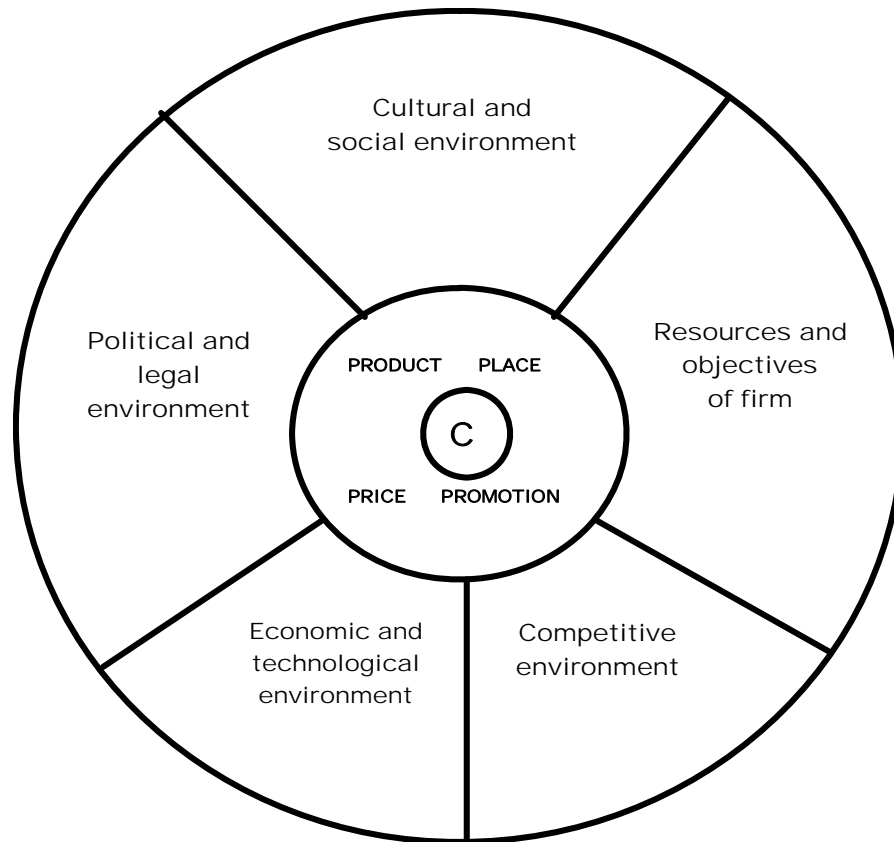 Cultural and
social environment
Political and
legal
environment
Resources and
objectives
of firm
PRODUCT PLACE
C
PRICE PROMOTION
Economic and
technological
environment
Competitive
environment